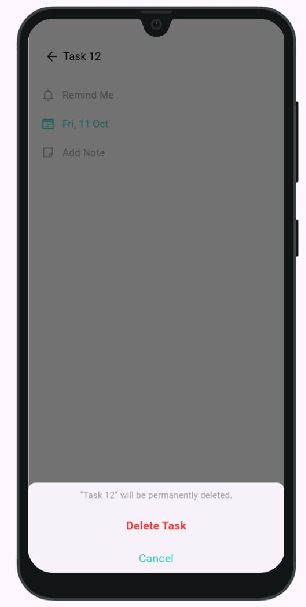 Task 12
Remind Me
Fri, 11 Oct
Add Note
"Task 12" will be permanently deleted.
Delete Task
Cancel